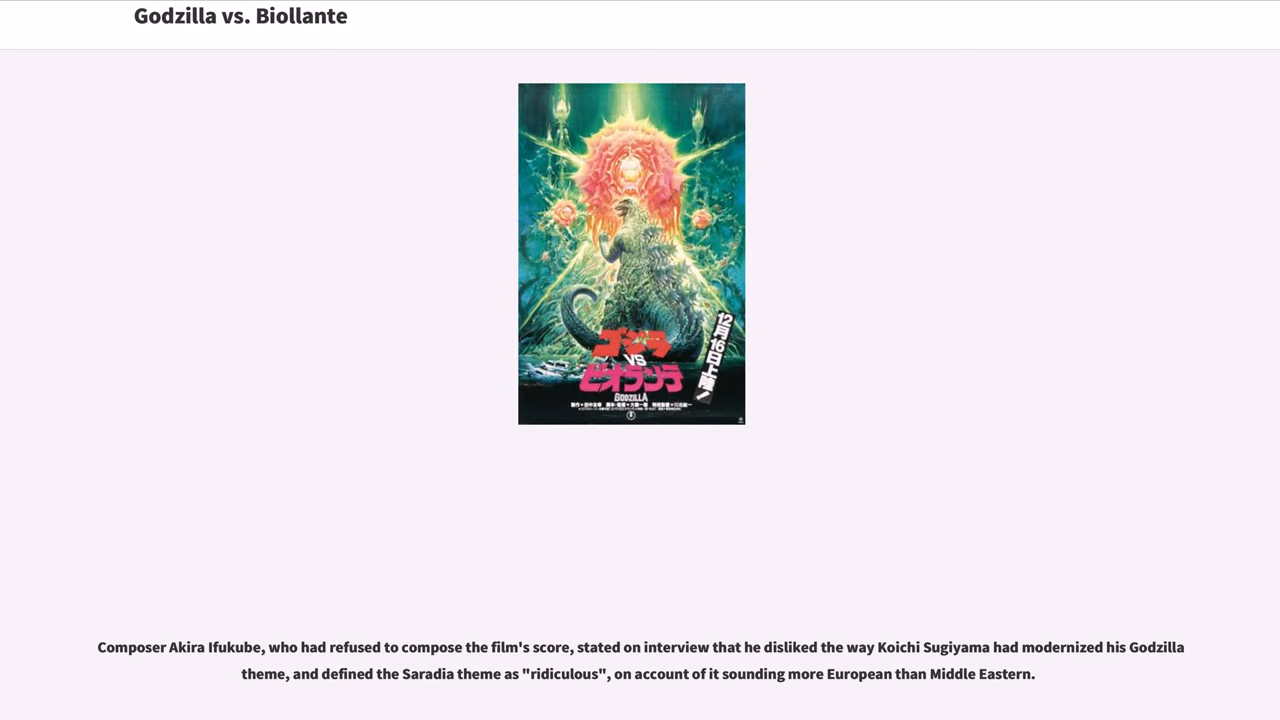 Godzilla vs. Biollante
12月16日上陸!
ゴジラ
VS
ビオランテ
GODZILLA
Composer Akira Ifukube, who had refused to compose the film's score, stated on interview that he disliked the way Koichi Sugiyama had modernized his Godzilla
theme, and defined the Saradia theme as "ridiculous", on account of it sounding more European than Middle Eastern.